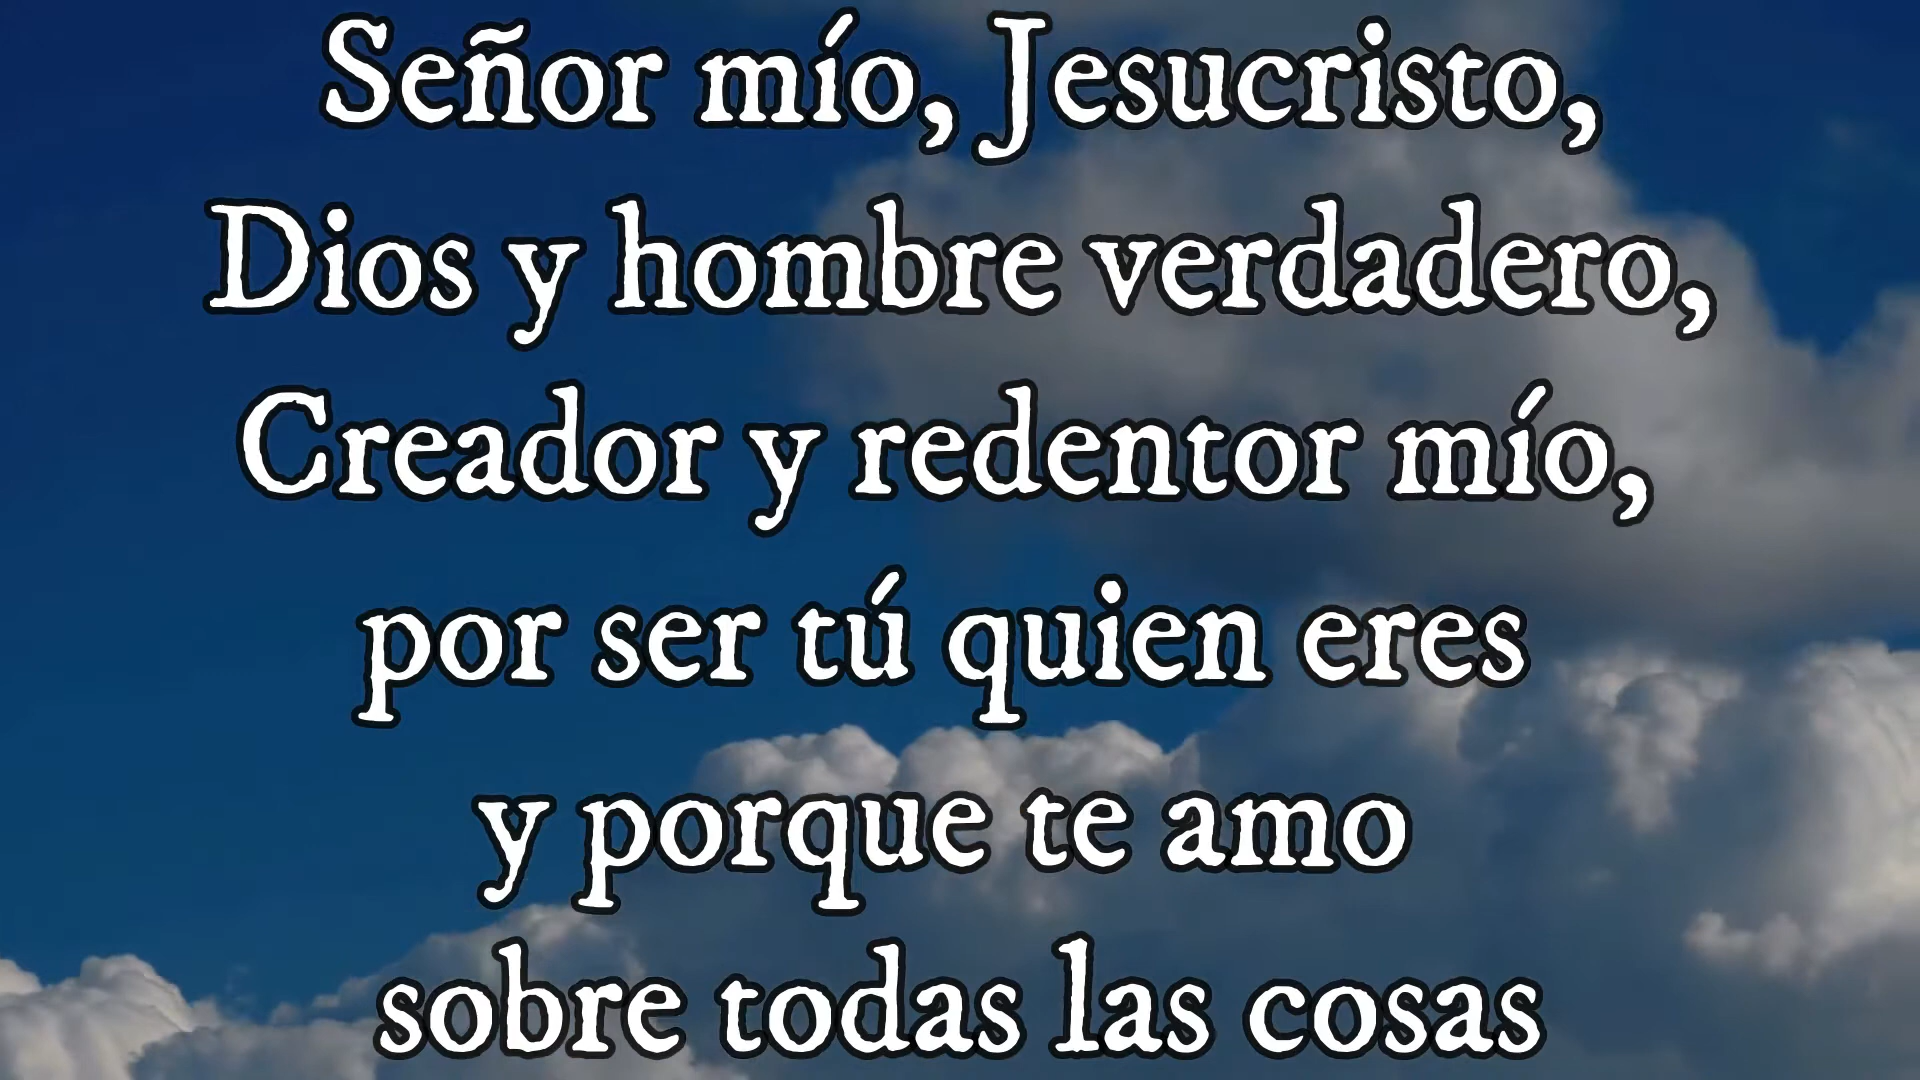 Señor mío, Jesucristo,
Dios y hombre verdadero,
Creador y redentor mío,
por ser tú quien eres
y porque te amo
sobre todas las cosas